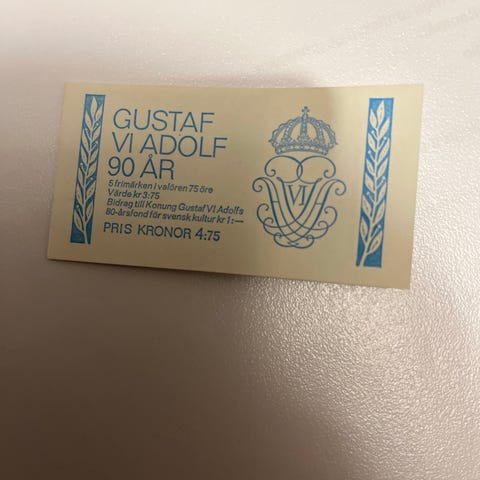 GUSTAF
VI ADOLF
90 ÅR
5 frimärken i valören 75 öre
Värde kr 3:75
Bidrag till Konung Gustaf VI Adolfs
80-årsfond för svensk kultur kr 1:—
PRIS KRONOR 4:75
VI